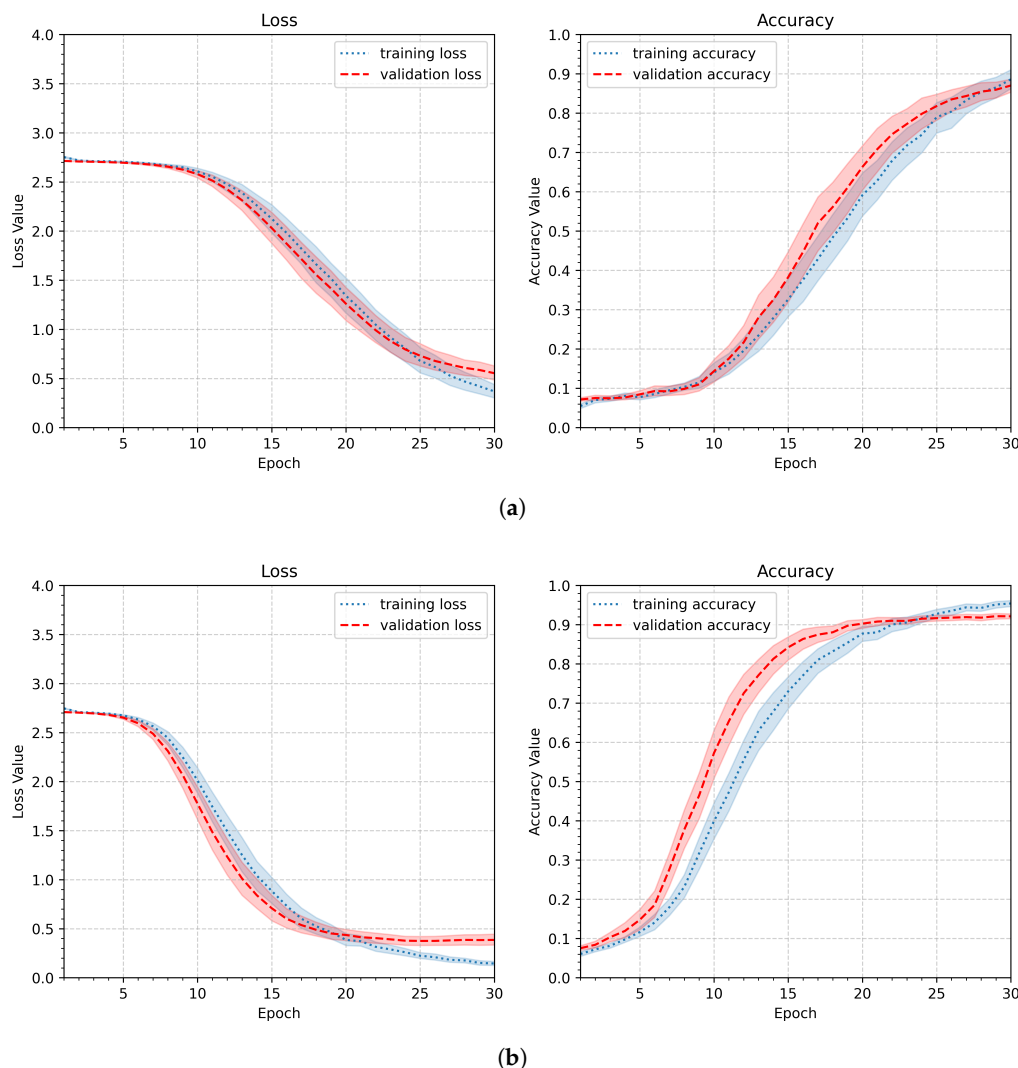 Loss
Accuracy
4.0
3.5
3.0
2.5
2.0
1.5
1.0
0.5
0.0
Loss Value
training loss
validation loss
5 10 15 20 25 30
Epoch
1.0
0.9
0.8
0.7
0.6
0.5
0.4
0.3
0.2
0.1
0.0
Accuracy Value
training accuracy
validation accuracy
5 10 15 20 25 30
Epoch
(a)
Loss
Accuracy
4.0
3.5
3.0
2.5
2.0
1.5
1.0
0.5
0.0
Loss Value
training loss
validation loss
5 10 15 20 25 30
Epoch
1.0
0.9
0.8
0.7
0.6
0.5
0.4
0.3
0.2
0.1
0.0
Accuracy Value
training accuracy
validation accuracy
5 10 15 20 25 30
Epoch
(b)